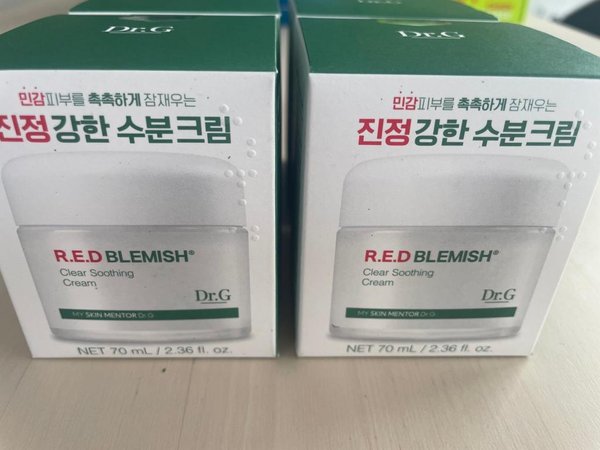 Dr.G
민감피부를 촉촉하게 잠재우는
진정 강한 수분크림
R.E.D BLEMISH®
Clear Soothing
Cream
Dr.G
MY SKIN MENTOR Dr.G
NET 70 mL / 2.36 fl. oz.
Dr.G
민감피부를 촉촉하게 잠재우는
진정 강한 수분크림
R.E.D BLEMISH®
Clear Soothing
Cream
Dr.G
MY SKIN MENTOR Dr.G
NET 70 mL / 2.36 fl. oz.